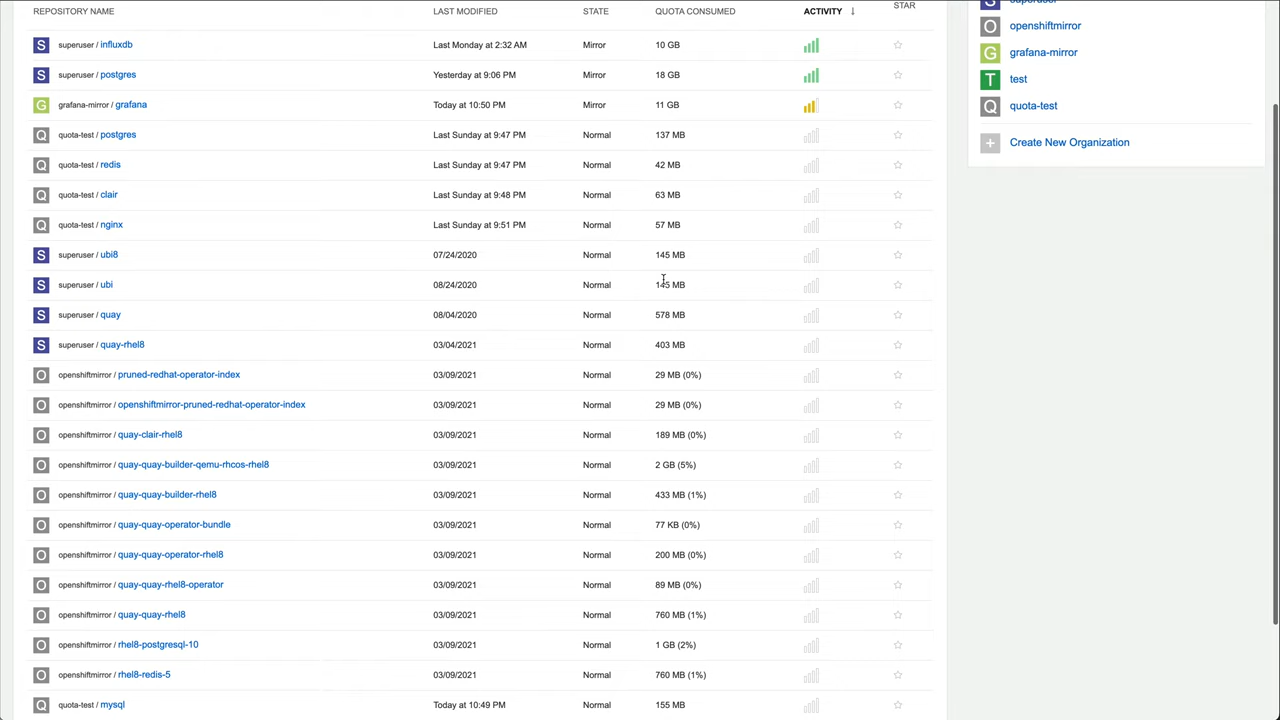 REPOSITORY NAME LAST MODIFIED STATE QUOTA CONSUMED ACTIVITY ↓ STAR
S superuser / influxdb Last Monday at 2:32 AM Mirror 10 GB
S superuser / postgres Yesterday at 9:06 PM Mirror 18 GB
G grafana-mirror / grafana Today at 10:50 PM Mirror 11 GB
Q quota-test / postgres Last Sunday at 9:47 PM Normal 137 MB
Q quota-test / redis Last Sunday at 9:47 PM Normal 42 MB
Q quota-test / clair Last Sunday at 9:48 PM Normal 63 MB
Q quota-test / nginx Last Sunday at 9:51 PM Normal 57 MB
S superuser / ubi8 07/24/2020 Normal 145 MB
S superuser / ubi 08/24/2020 Normal 145 MB
S superuser / quay 08/04/2020 Normal 578 MB
S superuser / quay-rhel8 03/04/2021 Normal 403 MB
O openshiftmirror / pruned-redhat-operator-index 03/09/2021 Normal 29 MB (0%)
O openshiftmirror / openshiftmirror-pruned-redhat-operator-index 03/09/2021 Normal 29 MB (0%)
O openshiftmirror / quay-clair-rhel8 03/09/2021 Normal 189 MB (0%)
O openshiftmirror / quay-quay-builder-qemu-rhcos-rhel8 03/09/2021 Normal 2 GB (5%)
O openshiftmirror / quay-quay-builder-rhel8 03/09/2021 Normal 433 MB (1%)
O openshiftmirror / quay-quay-operator-bundle 03/09/2021 Normal 77 KB (0%)
O openshiftmirror / quay-quay-operator-rhel8 03/09/2021 Normal 200 MB (0%)
O openshiftmirror / quay-quay-rhel8-operator 03/09/2021 Normal 89 MB (0%)
O openshiftmirror / quay-quay-rhel8 03/09/2021 Normal 760 MB (1%)
O openshiftmirror / rhel8-postgresql-10 03/09/2021 Normal 1 GB (2%)
O openshiftmirror / rhel8-redis-5 03/09/2021 Normal 760 MB (1%)
Q quota-test / mysql Today at 10:49 PM Normal 155 MB
S superuser
O openshiftmirror
G grafana-mirror
T test
Q quota-test
+ Create New Organization